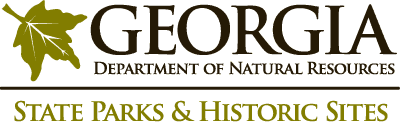 GEORGIA
DEPARTMENT OF NATURAL RESOURCES
STATE PARKS & HISTORIC SITES